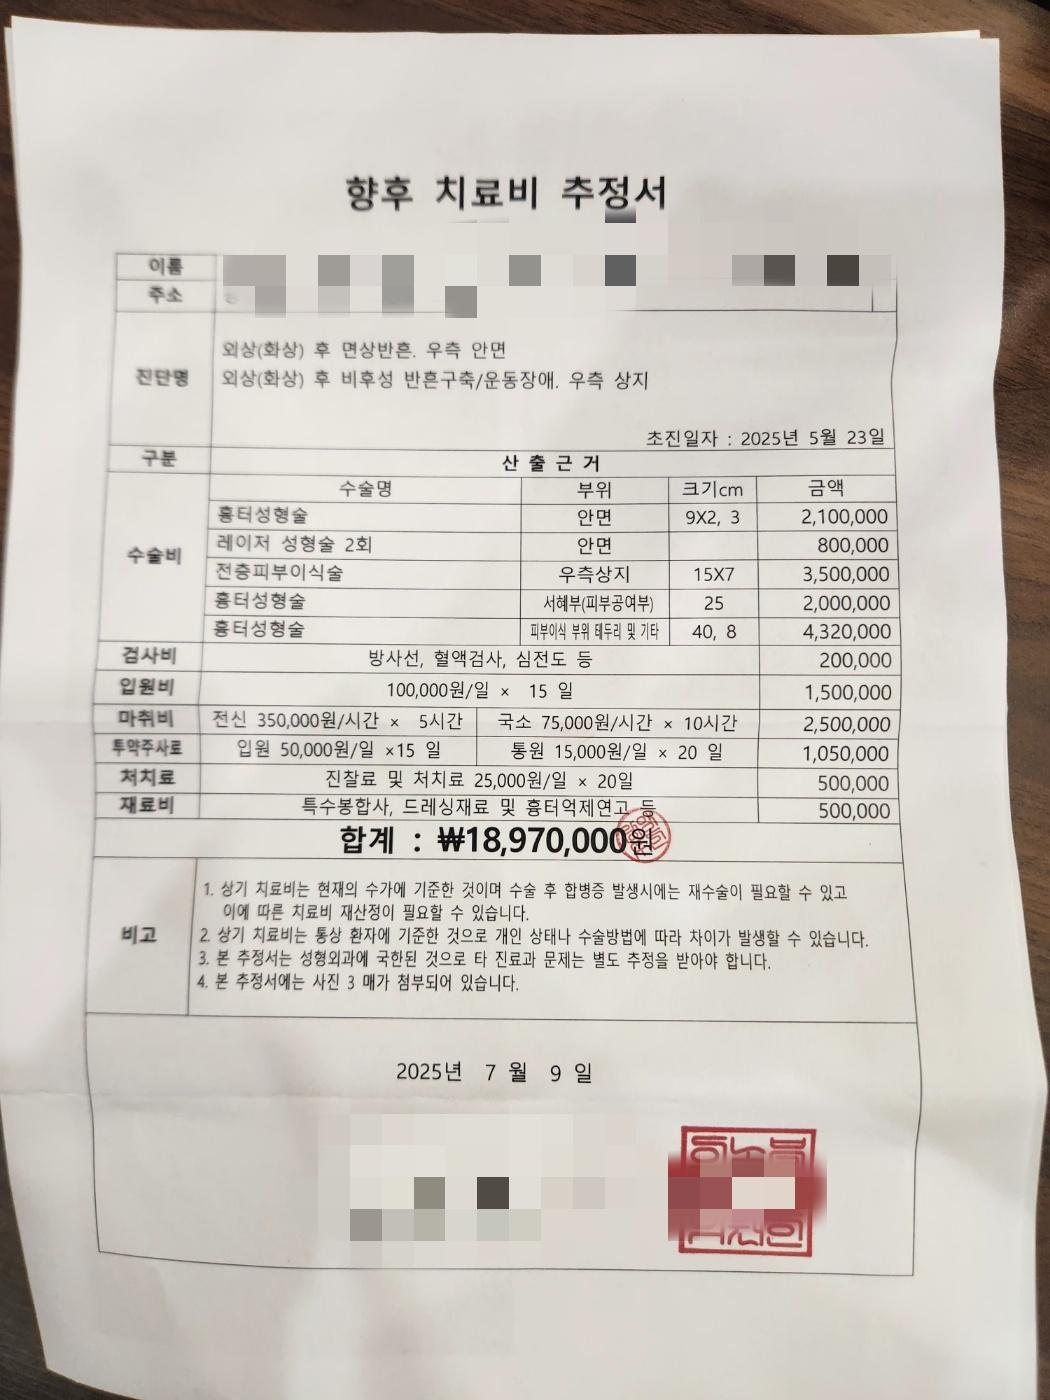 향후 치료비 추정서
이름
주소
진단명
외상(화상) 후 면상반흔. 우측 안면
외상(화상) 후 비후성 반흔구축/운동장애. 우측 상지
초진일자 : 2025년 5월 23일
구분 산 출 근 거
수술비
수술명 부위 크기cm 금액
흉터성형술 안면 9X2, 3 2,100,000
레이저 성형술 2회 안면 800,000
전층피부이식술 우측상지 15X7 3,500,000
흉터성형술 서혜부(피부공여부) 25 2,000,000
흉터성형술 피부이식 부위 테두리 및 기타 40, 8 4,320,000
검사비 방사선, 혈액검사, 심전도 등 200,000
입원비 100,000원/일 × 15 일 1,500,000
마취비 전신 350,000원/시간 × 5시간 국소 75,000원/시간 × 10시간 2,500,000
투약주사료 입원 50,000원/일 ×15 일 통원 15,000원/일 × 20 일 1,050,000
처치료 진찰료 및 처치료 25,000원/일 × 20일 500,000
재료비 특수봉합사, 드레싱재료 및 흉터억제연고 등 500,000
합계 : ₩18,970,000원
비고
1. 상기 치료비는 현재의 수가에 기준한 것이며 수술 후 합병증 발생시에는 재수술이 필요할 수 있고
이에 따른 치료비 재산정이 필요할 수 있습니다.
2. 상기 치료비는 통상 환자에 기준한 것으로 개인 상태나 수술방법에 따라 차이가 발생할 수 있습니다.
3. 본 추정서는 성형외과에 국한된 것으로 타 진료과 문제는 별도 추정을 받아야 합니다.
4. 본 추정서에는 사진 3 매가 첨부되어 있습니다.
2025년 7 월 9 일